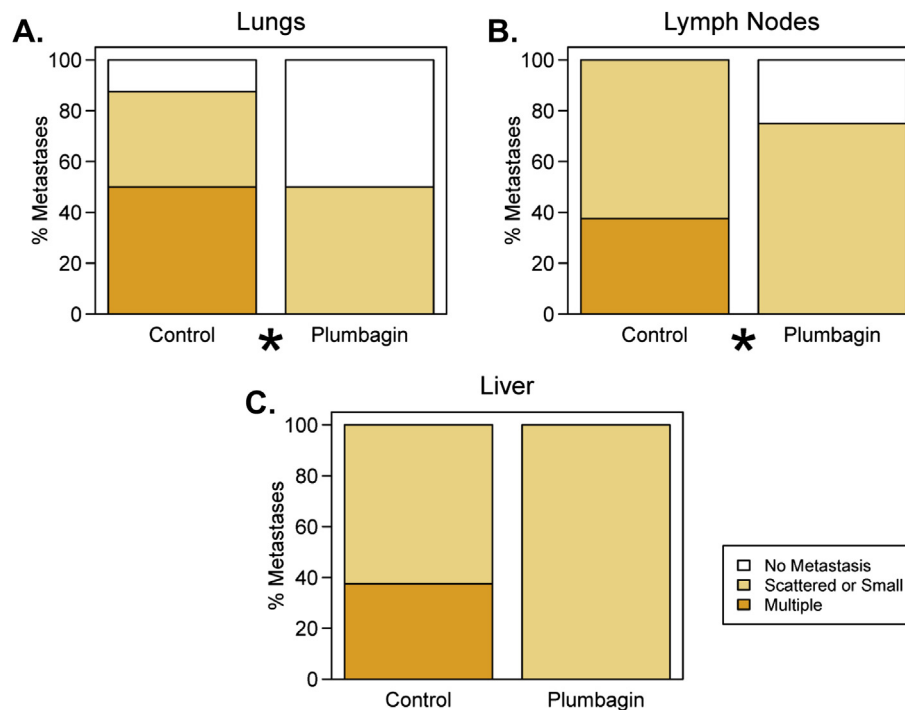 A.
Lungs
% Metastases
100
80
60
40
20
0
Control * Plumbagin
B.
Lymph Nodes
% Metastases
100
80
60
40
20
0
Control * Plumbagin
C.
Liver
% Metastases
100
80
60
40
20
0
Control Plumbagin
No Metastasis
Scattered or Small
Multiple